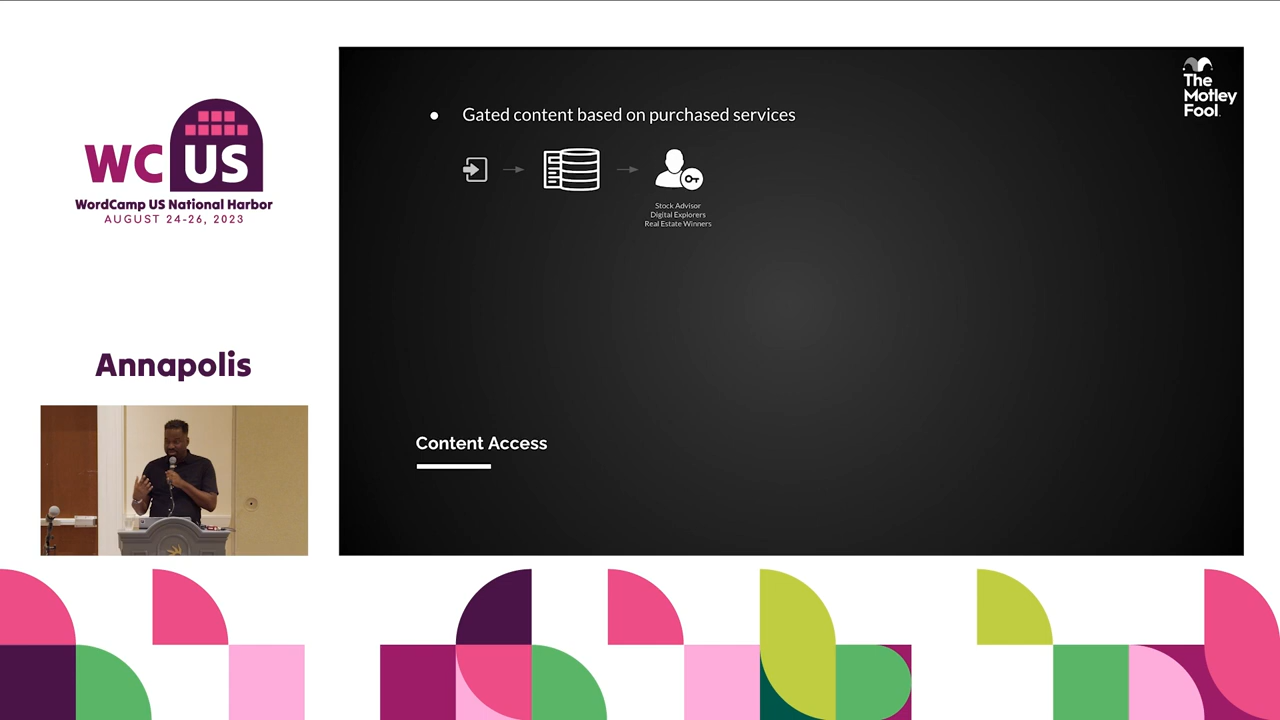 WC US
WordCamp US National Harbor
AUGUST 24-26, 2023
Annapolis
The
Motley
Fool.
• Gated content based on purchased services
Stock Advisor
Digital Explorers
Real Estate Winners
Content Access